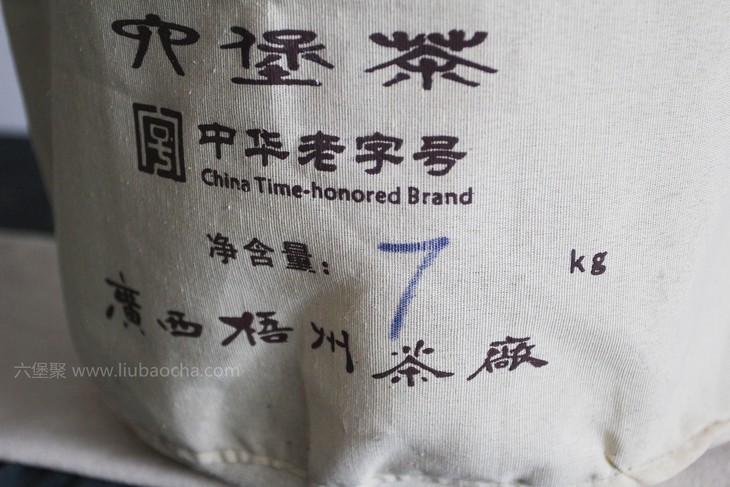 六堡茶
中华老字号
China Time-honored Brand
净含量: 7 kg
廣西梧州茶廠
六堡聚 www.liubaocha.com